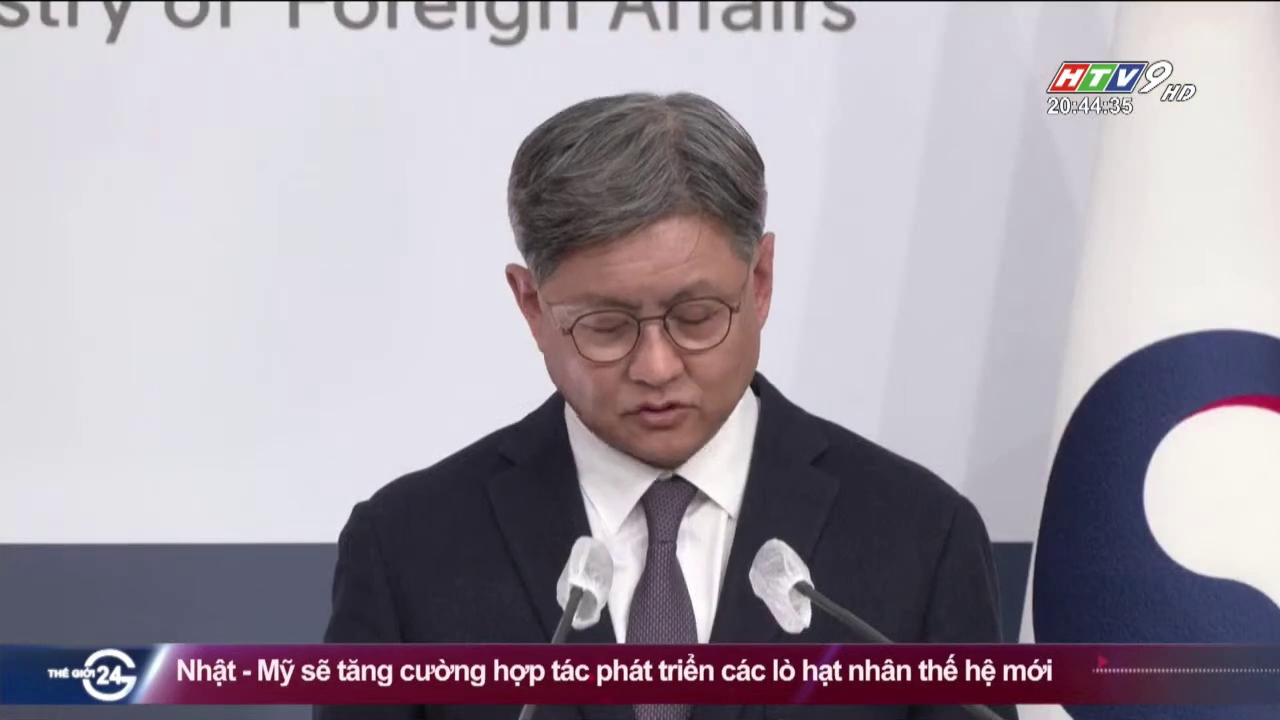 stry of Foreign Affairs
HTV9 HD
20:44:35
THẾ GIỚI 24G
Nhật - Mỹ sẽ tăng cường hợp tác phát triển các lò hạt nhân thế hệ mới